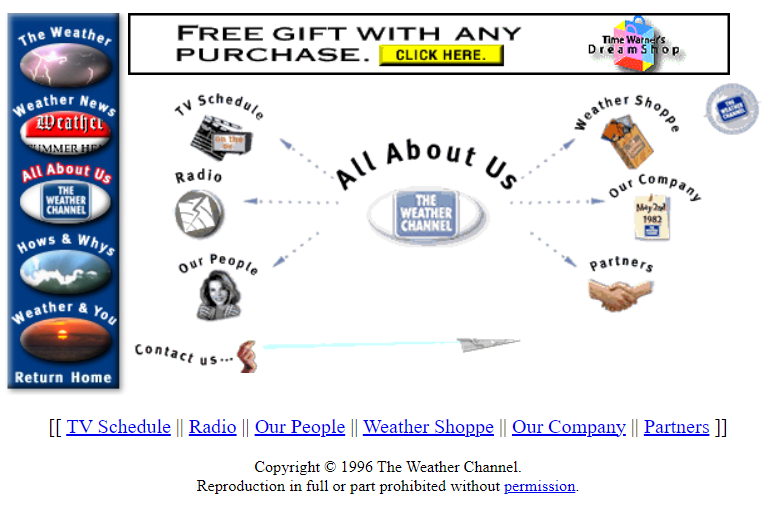 The Weather
Weather News
Weather
SUMMER HE
All About Us
THE
WEATHER
CHANNEL
Hows & Whys
Weather & You
Return Home
FREE GIFT WITH ANY
PURCHASE. CLICK HERE.
Time Warner's
DreamShop
TV Schedule
on the
Radio
Our People
Contact us...
All About Us
THE
WEATHER
CHANNEL
Weather Shoppe
Our Company
May 2nd
1982
Partners
THE
WEATHER
CHANNEL
[[ TV Schedule || Radio || Our People || Weather Shoppe || Our Company || Partners ]]
Copyright © 1996 The Weather Channel.
Reproduction in full or part prohibited without permission.